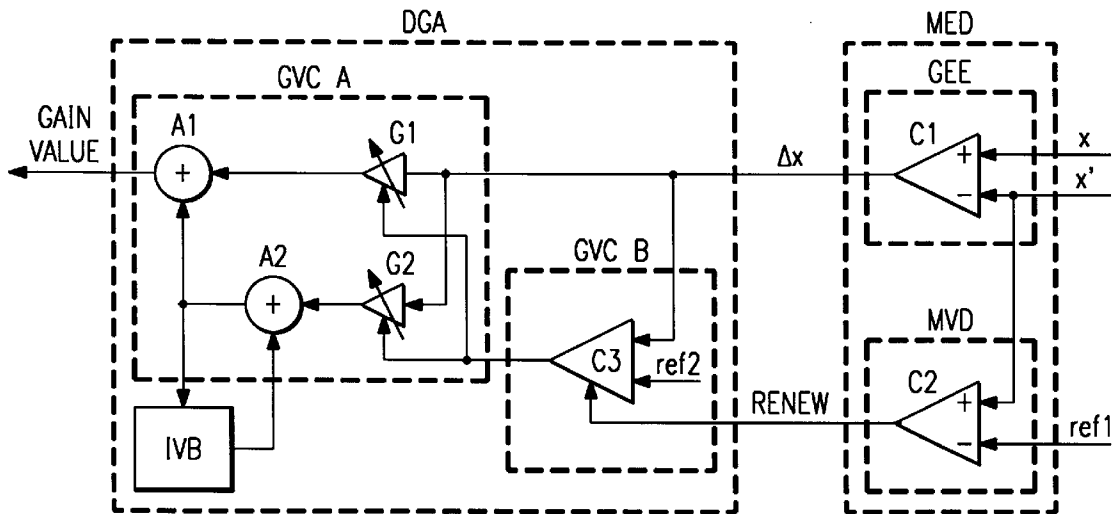 DGA
MED
GVC A
GEE
GAIN
VALUE
A1
G1
C1
+
+
−
Δx
x
x'
A2
G2
+
GVC B
C3
ref2
MVD
C2
+
−
ref1
RENEW
IVB